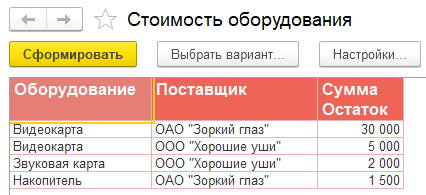 Стоимость оборудования
Сформировать Выбрать вариант... Настройки...
Оборудование Поставщик Сумма
Остаток
Видеокарта ОАО "Зоркий глаз" 30 000
Видеокарта ООО "Хорошие уши" 5 000
Звуковая карта ООО "Хорошие уши" 2 000
Накопитель ОАО "Зоркий глаз" 1 500